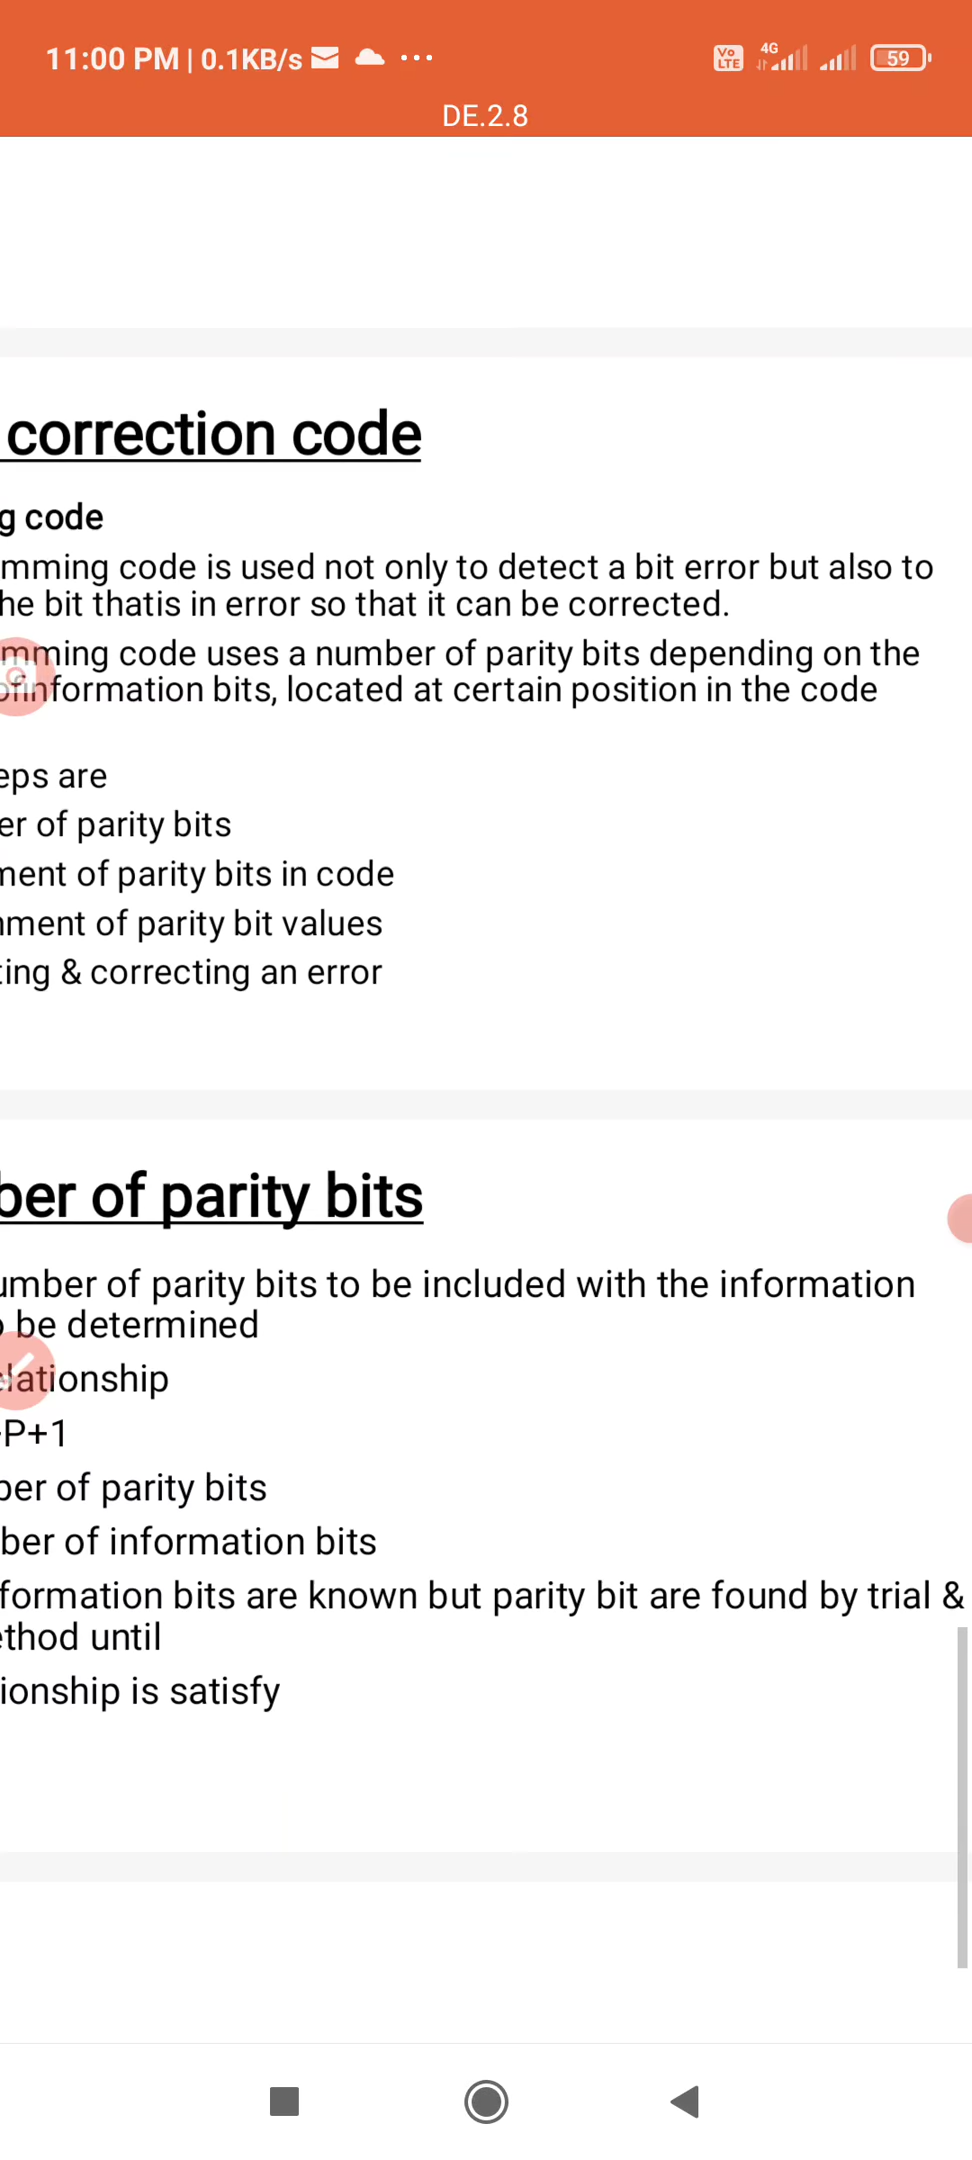 11:00 PM | 0.1KB/s
Vo LTE 4G 59
DE.2.8
correction code
g code
mming code is used not only to detect a bit error but also to
he bit thatis in error so that it can be corrected.
mming code uses a number of parity bits depending on the
ofinformation bits, located at certain position in the code
eps are
er of parity bits
ment of parity bits in code
nment of parity bit values
ting & correcting an error
ber of parity bits
umber of parity bits to be included with the information
be determined
elationship
P+1
ber of parity bits
ber of information bits
formation bits are known but parity bit are found by trial &
ethod until
ionship is satisfy